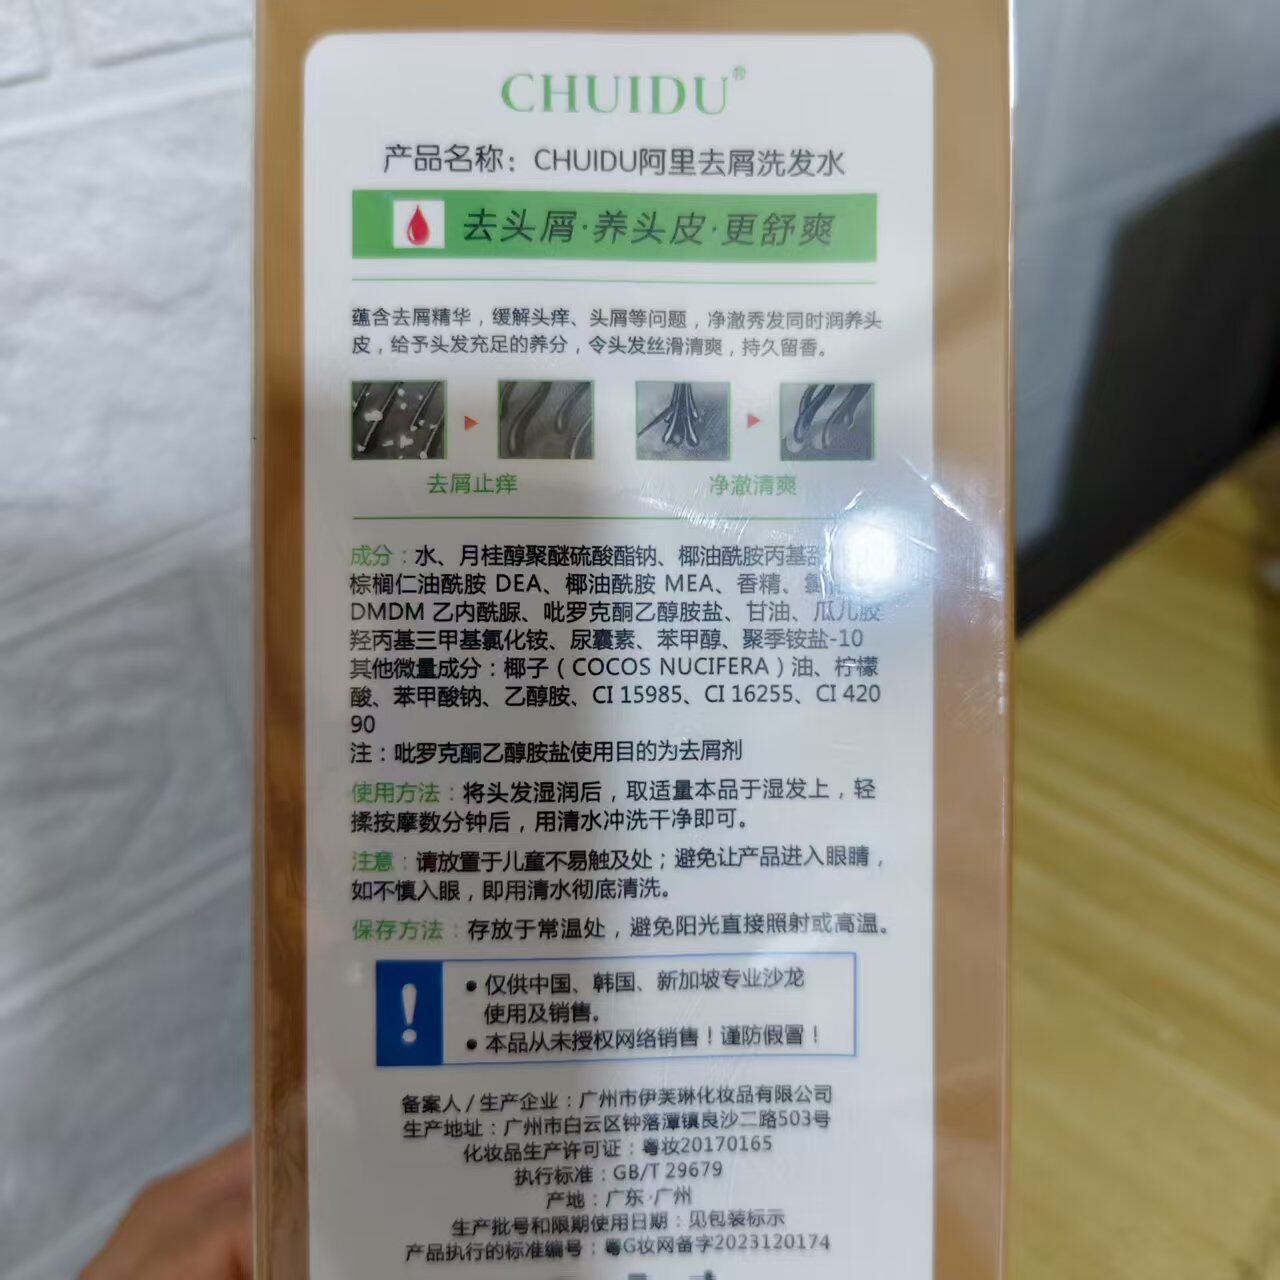 CHUIDU®
产品名称：CHUIDU阿里去屑洗发水
去头屑·养头皮·更舒爽
蕴含去屑精华，缓解头痒、头屑等问题，净澈秀发同时润养头
皮，给予头发充足的养分，令头发丝滑清爽，持久留香。
去屑止痒
净澈清爽
成分：水、月桂醇聚醚硫酸酯钠、椰油酰胺丙基
棕榈仁油酰胺 DEA、椰油酰胺 MEA、香精、氯
DMDM 乙内酰脲、吡罗克酮乙醇胺盐、甘油、瓜儿胶
羟丙基三甲基氯化铵、尿囊素、苯甲醇、聚季铵盐-10
其他微量成分：椰子（COCOS NUCIFERA）油、柠檬
酸、苯甲酸钠、乙醇胺、CI 15985、CI 16255、CI 420
90
注：吡罗克酮乙醇胺盐使用目的为去屑剂
使用方法：将头发湿润后，取适量本品于湿发上，轻
揉按摩数分钟后，用清水冲洗干净即可。
注意：请放置于儿童不易触及处；避免让产品进入眼睛，
如不慎入眼，即用清水彻底清洗。
保存方法：存放于常温处，避免阳光直接照射或高温。
!
●仅供中国、韩国、新加坡专业沙龙
使用及销售。
●本品从未授权网络销售！谨防假冒！
备案人/生产企业：广州市伊芙琳化妆品有限公司
生产地址：广州市白云区钟落潭镇良沙二路503号
化妆品生产许可证：粤妆20170165
执行标准：GB/T 29679
产地：广东·广州
生产批号和限期使用日期：见包装标示
产品执行的标准编号：粤G妆网备字2023120174